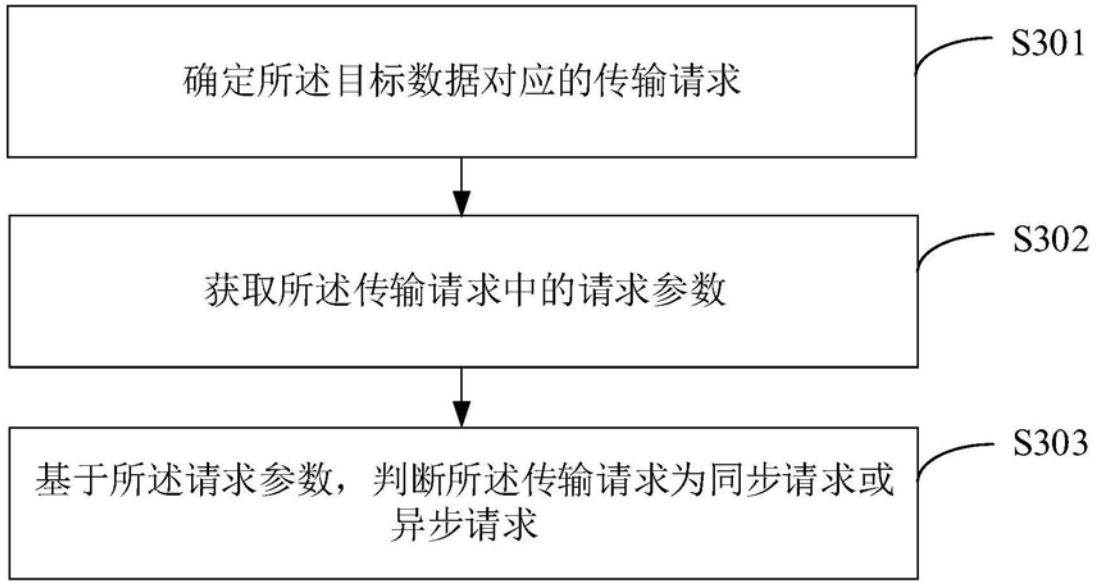 S301
确定所述目标数据对应的传输请求
S302
获取所述传输请求中的请求参数
S303
基于所述请求参数，判断所述传输请求为同步请求或
异步请求